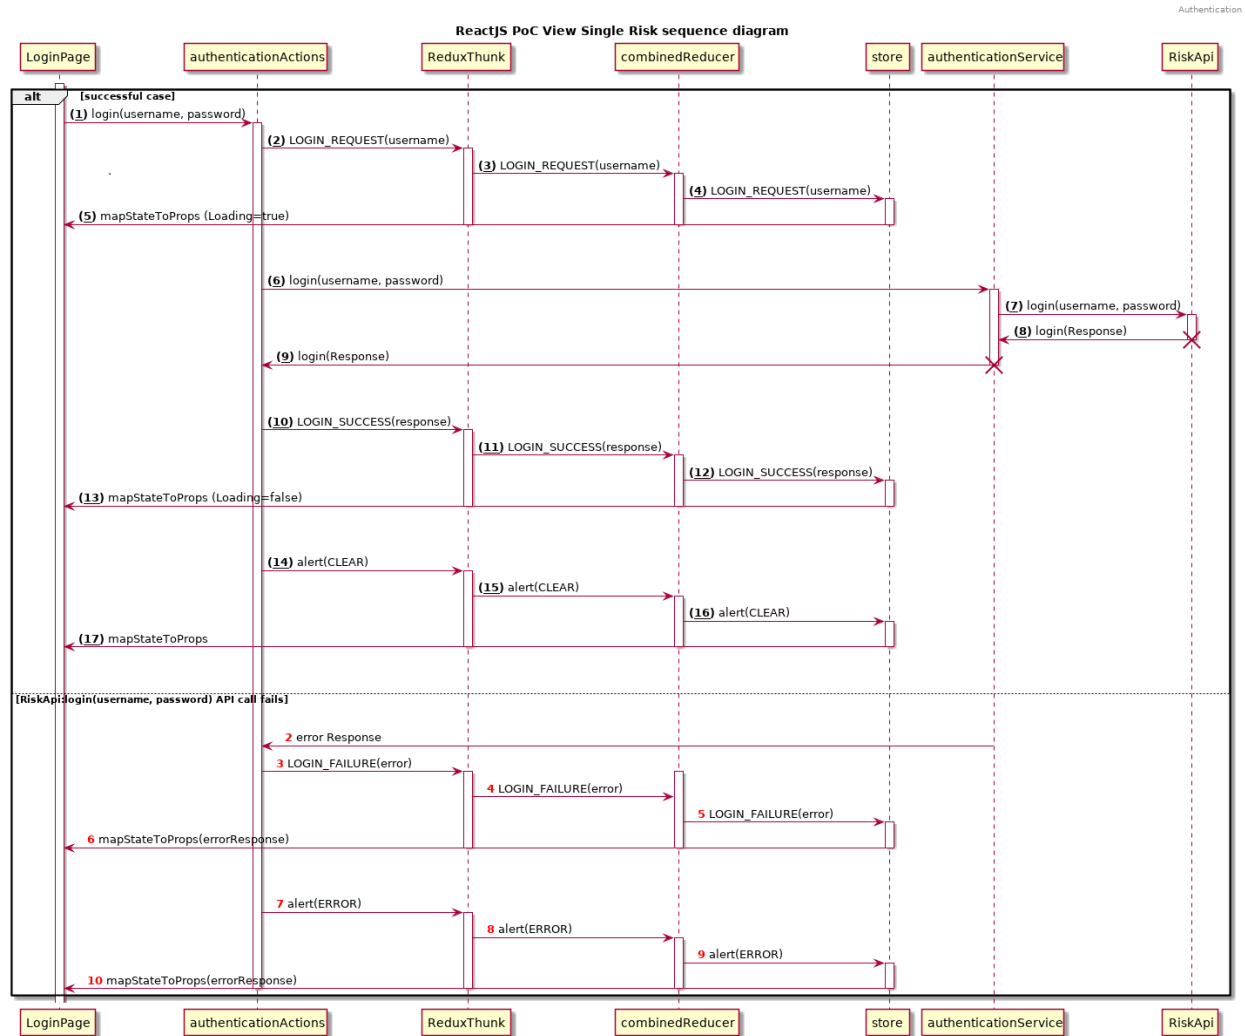 Authentication
ReactJS PoC View Single Risk sequence diagram
LoginPage authenticationActions ReduxThunk combinedReducer store authenticationService RiskApi
alt [successful case]
(1) login(username, password)
(2) LOGIN_REQUEST(username)
(3) LOGIN_REQUEST(username)
(4) LOGIN_REQUEST(username)
(5) mapStateToProps (Loading=true)
(6) login(username, password)
(7) login(username, password)
(8) login(Response)
(9) login(Response)
(10) LOGIN_SUCCESS(response)
(11) LOGIN_SUCCESS(response)
(12) LOGIN_SUCCESS(response)
(13) mapStateToProps (Loading=false)
(14) alert(CLEAR)
(15) alert(CLEAR)
(16) alert(CLEAR)
(17) mapStateToProps
[RiskApi:login(username, password) API call fails]
2 error Response
3 LOGIN_FAILURE(error)
4 LOGIN_FAILURE(error)
5 LOGIN_FAILURE(error)
6 mapStateToProps(errorResponse)
7 alert(ERROR)
8 alert(ERROR)
9 alert(ERROR)
10 mapStateToProps(errorResponse)
LoginPage authenticationActions ReduxThunk combinedReducer store authenticationService RiskApi